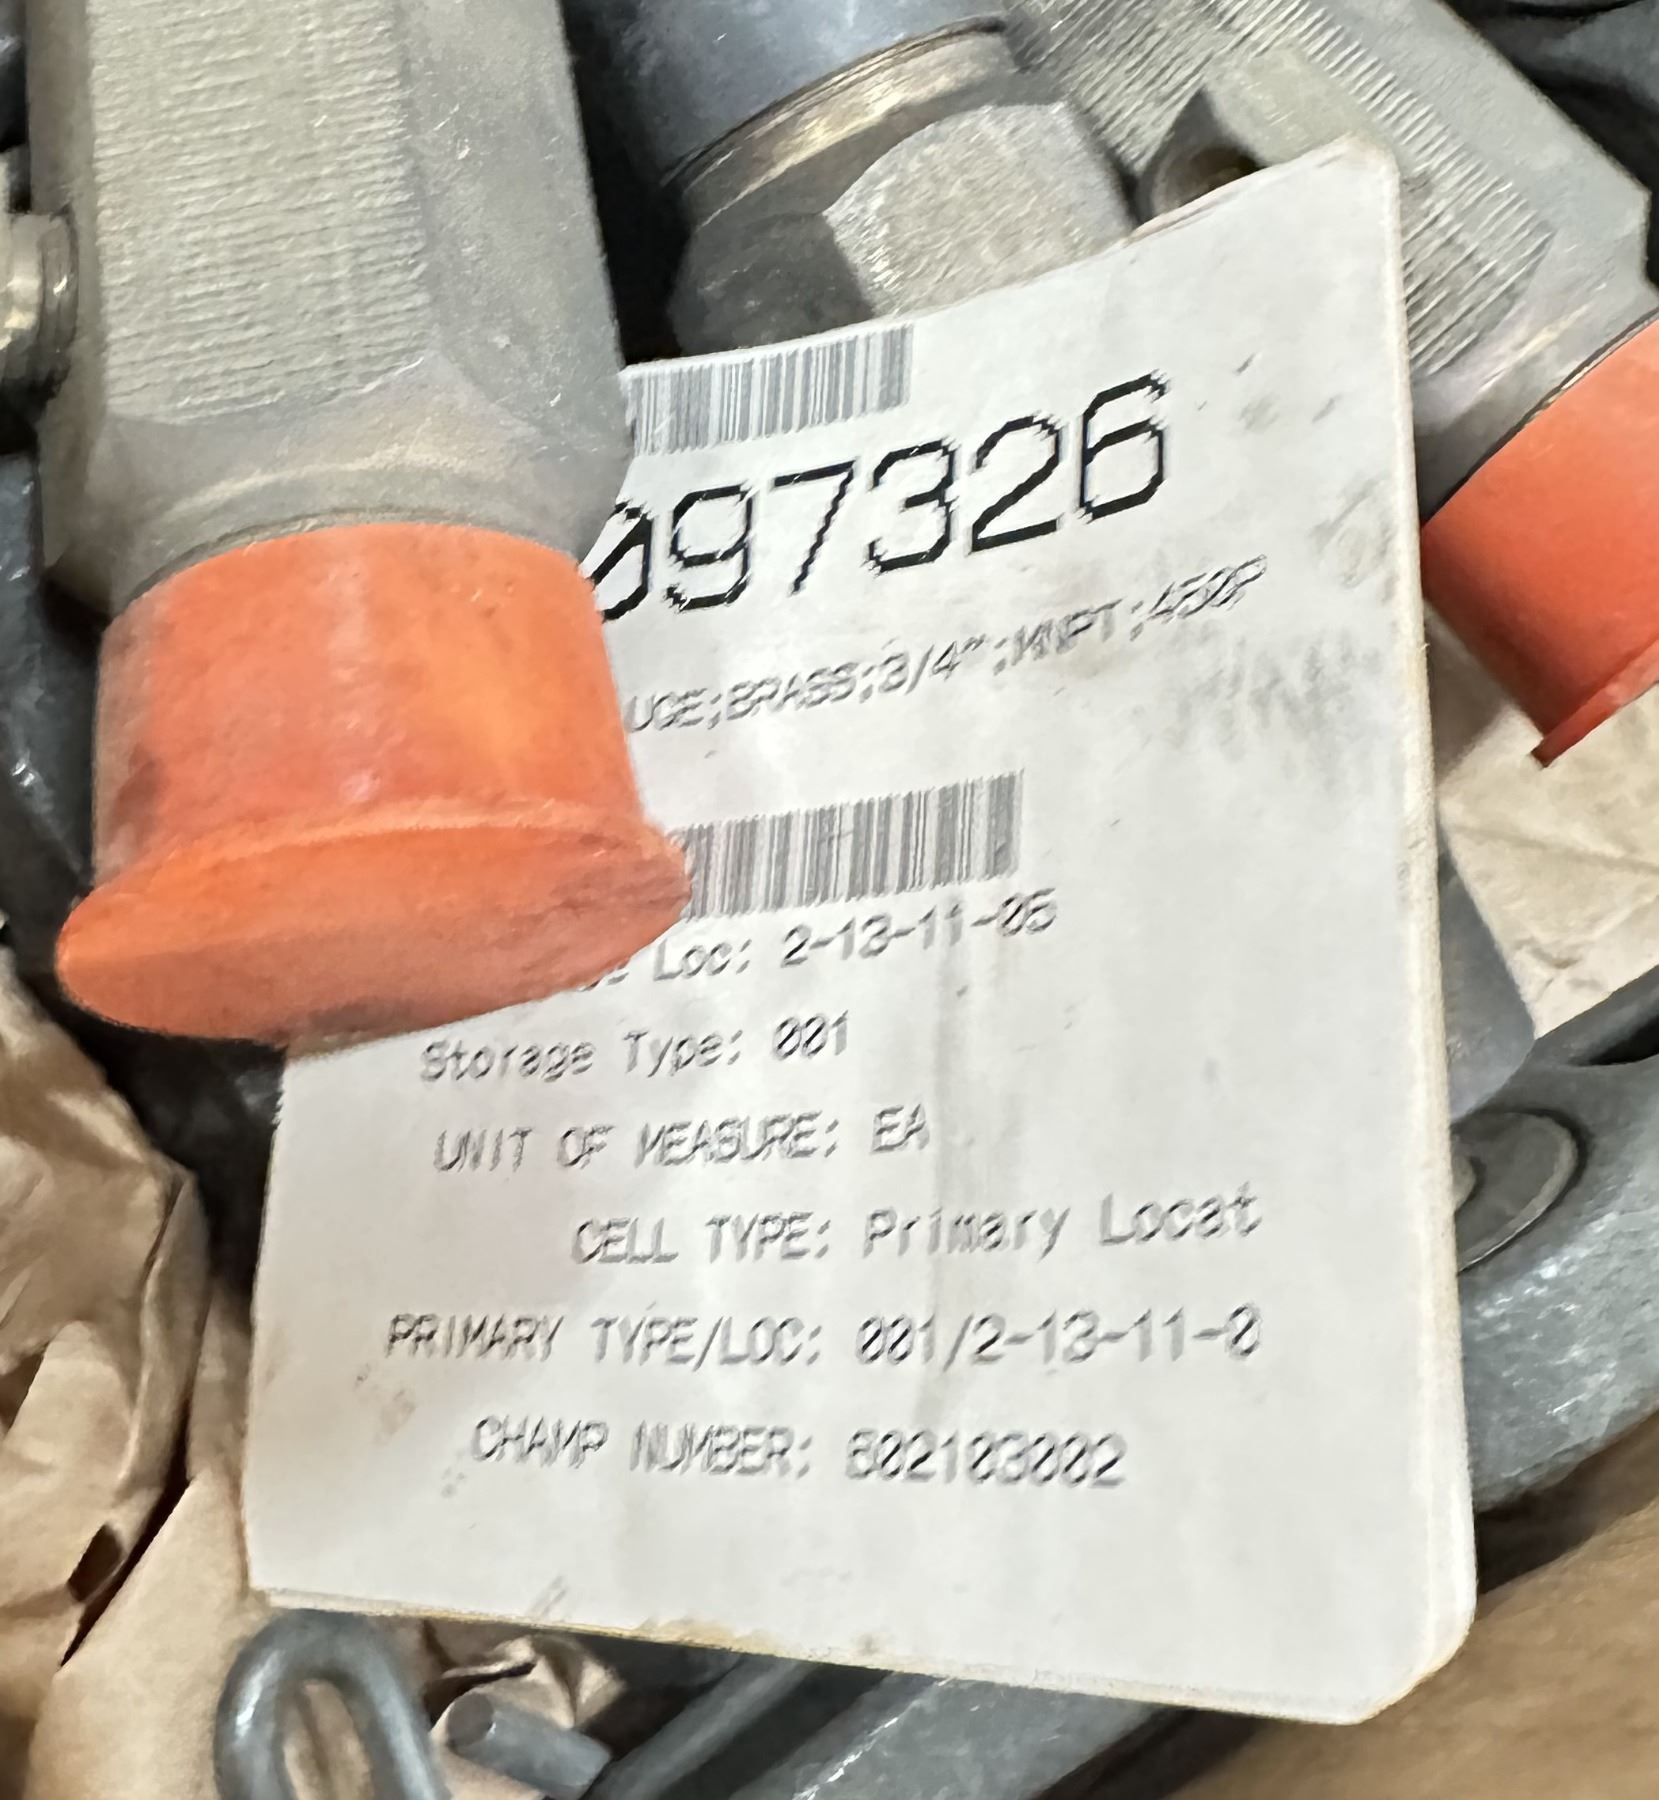 097326
UGE;BRASS;3/4";MNPT;450P
Loc: 2-13-11-05
Storage Type: 001
UNIT OF MEASURE: EA
CELL TYPE: Primary Locat
PRIMARY TYPE/LOC: 001/2-13-11-0
CHAMP NUMBER: 602103002